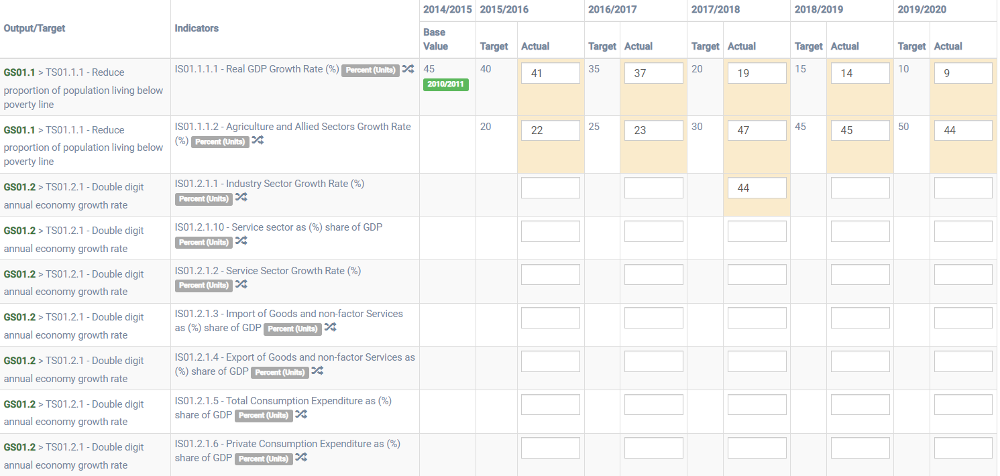 Output/Target Indicators 2014/2015 2015/2016 2016/2017 2017/2018 2018/2019 2019/2020
Base Value Target Actual Target Actual Target Actual Target Actual Target Actual
GS01.1 > TS01.1.1 - Reduce
proportion of population living below
poverty line
IS01.1.1.1 - Real GDP Growth Rate (%) Percent (Units)
45 40 41 35 37 20 19 15 14 10 9
2010/2011
GS01.1 > TS01.1.1 - Reduce
proportion of population living below
poverty line
IS01.1.1.2 - Agriculture and Allied Sectors Growth Rate
(%) Percent (Units)
20 22 25 23 30 47 45 45 50 44
GS01.2 > TS01.2.1 - Double digit
annual economy growth rate
IS01.2.1.1 - Industry Sector Growth Rate (%)
Percent (Units)
44
GS01.2 > TS01.2.1 - Double digit
annual economy growth rate
IS01.2.1.10 - Service sector as (%) share of GDP
Percent (Units)
GS01.2 > TS01.2.1 - Double digit
annual economy growth rate
IS01.2.1.2 - Service Sector Growth Rate (%)
Percent (Units)
GS01.2 > TS01.2.1 - Double digit
annual economy growth rate
IS01.2.1.3 - Import of Goods and non-factor Services
as (%) share of GDP Percent (Units)
GS01.2 > TS01.2.1 - Double digit
annual economy growth rate
IS01.2.1.4 - Export of Goods and non-factor Services as
(%) share of GDP Percent (Units)
GS01.2 > TS01.2.1 - Double digit
annual economy growth rate
IS01.2.1.5 - Total Consumption Expenditure as (%)
share of GDP Percent (Units)
GS01.2 > TS01.2.1 - Double digit
annual economy growth rate
IS01.2.1.6 - Private Consumption Expenditure as (%)
share of GDP Percent (Units)